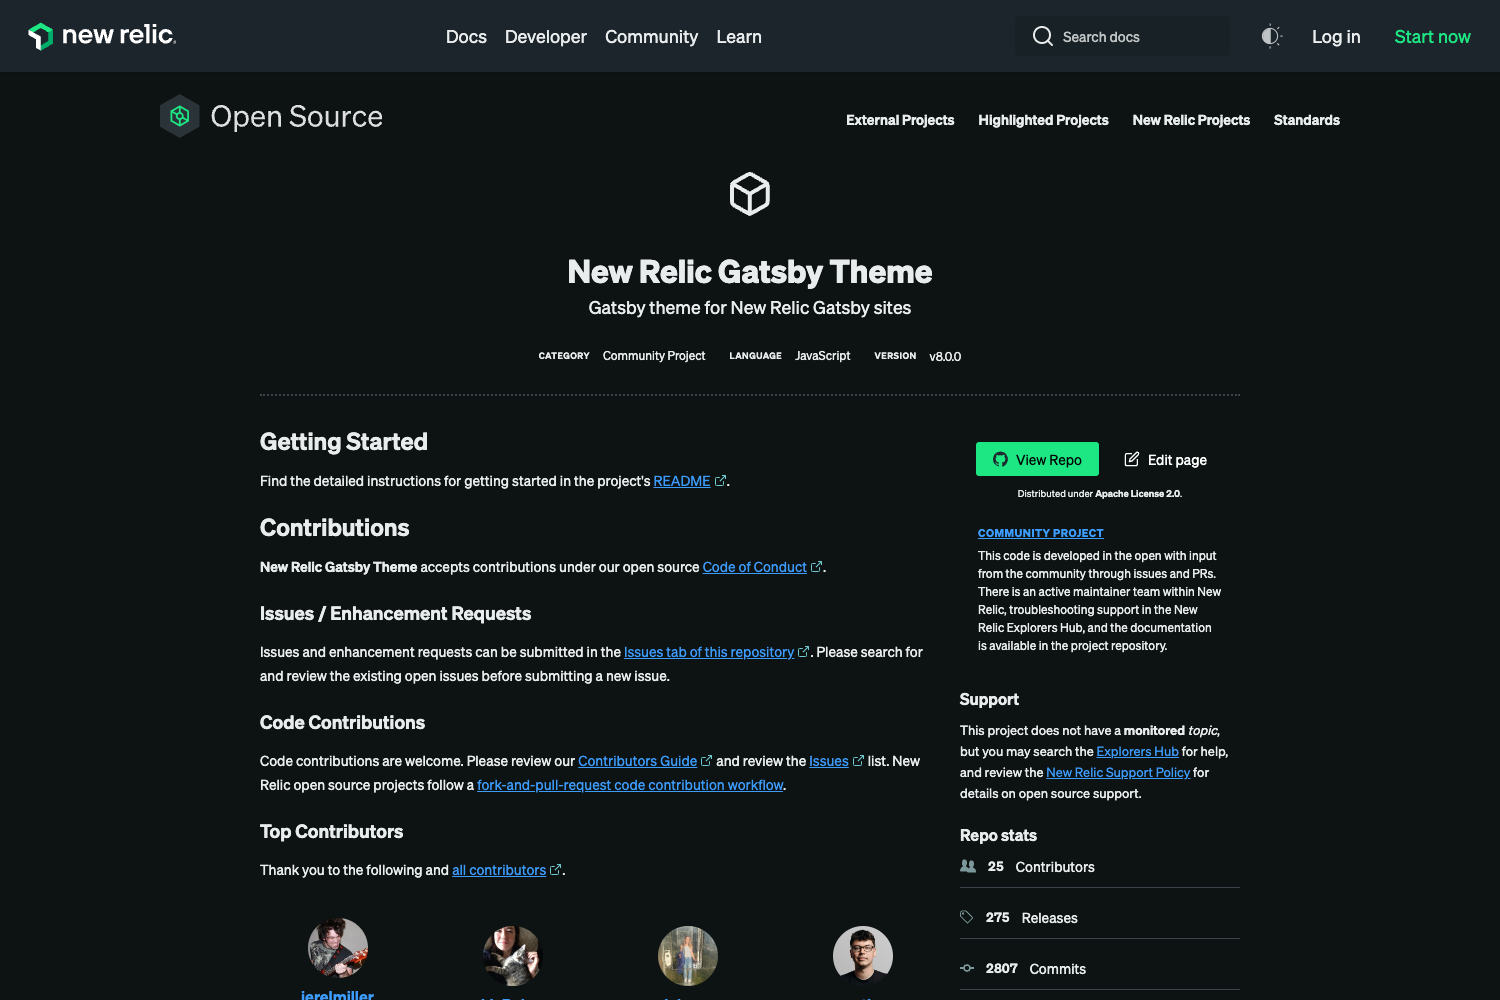 new relic.
Docs Developer Community Learn
Search docs
Log in
Start now
Open Source
External Projects Highlighted Projects New Relic Projects Standards
New Relic Gatsby Theme
Gatsby theme for New Relic Gatsby sites
CATEGORY Community Project LANGUAGE JavaScript VERSION v8.0.0
Getting Started
Find the detailed instructions for getting started in the project's README.
Contributions
New Relic Gatsby Theme accepts contributions under our open source Code of Conduct.
Issues / Enhancement Requests
Issues and enhancement requests can be submitted in the Issues tab of this repository. Please search for
and review the existing open issues before submitting a new issue.
Code Contributions
Code contributions are welcome. Please review our Contributors Guide and review the Issues list. New
Relic open source projects follow a fork-and-pull-request code contribution workflow.
Top Contributors
Thank you to the following and all contributors.
jerelmiller
View Repo
Edit page
Distributed under Apache License 2.0.
COMMUNITY PROJECT
This code is developed in the open with input
from the community through issues and PRs.
There is an active maintainer team within New
Relic, troubleshooting support in the New
Relic Explorers Hub, and the documentation
is available in the project repository.
Support
This project does not have a monitored topic,
but you may search the Explorers Hub for help,
and review the New Relic Support Policy for
details on open source support.
Repo stats
25 Contributors
275 Releases
2807 Commits